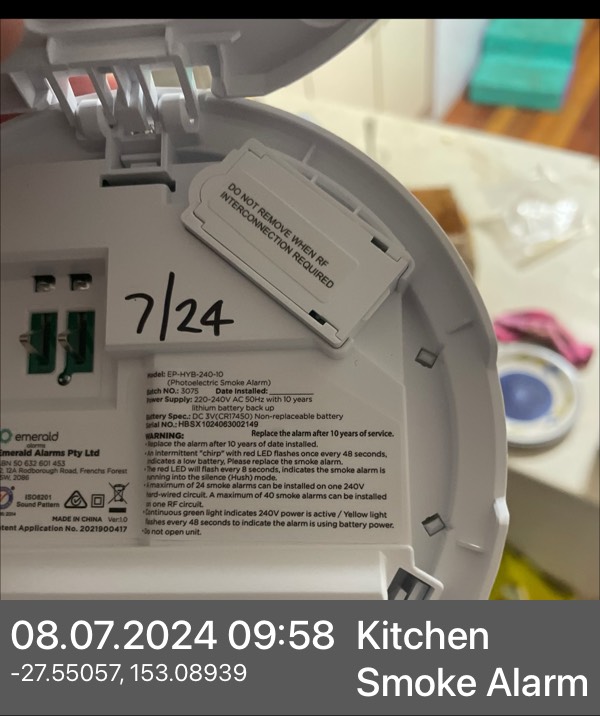 DO NOT REMOVE WHEN RF
INTERCONNECTION REQUIRED
7/24
model: EP-HYB-240-10
(Photoelectric Smoke Alarm)
Batch NO.: 3075 Date Installed:
Power Supply: 220-240V AC 50Hz with 10 years
lithium battery back up
Battery Spec.: DC 3V(CR17450) Non-replaceable battery
Serial NO.: HBSX1024063002149
WARNING: Replace the alarm after 10 years of service.
•Replace the alarm after 10 years of date installed.
•An intermittent "chirp" with red LED flashes once every 48 seconds,
indicates a low battery, Please replace the smoke alarm.
•The red LED will flash every 8 seconds, indicates the smoke alarm is
running into the silence (Hush) mode.
•A maximum of 24 smoke alarms can be installed on one 240V
hard-wired circuit. A maximum of 40 smoke alarms can be installed
in one RF circuit.
•Continuous green light indicates 240V power is active / Yellow light
flashes every 48 seconds to indicate the alarm is using battery power.
•Do not open unit.
emerald
alarms
Emerald Alarms Pty Ltd
ABN 50 632 601 453
12A Rodborough Road, Frenchs Forest
NSW, 2086
ISO8201
Sound Pattern
MADE IN CHINA Ver:1.0
Patent Application No. 2021900417
08.07.2024 09:58
-27.55057, 153.08939
Kitchen
Smoke Alarm